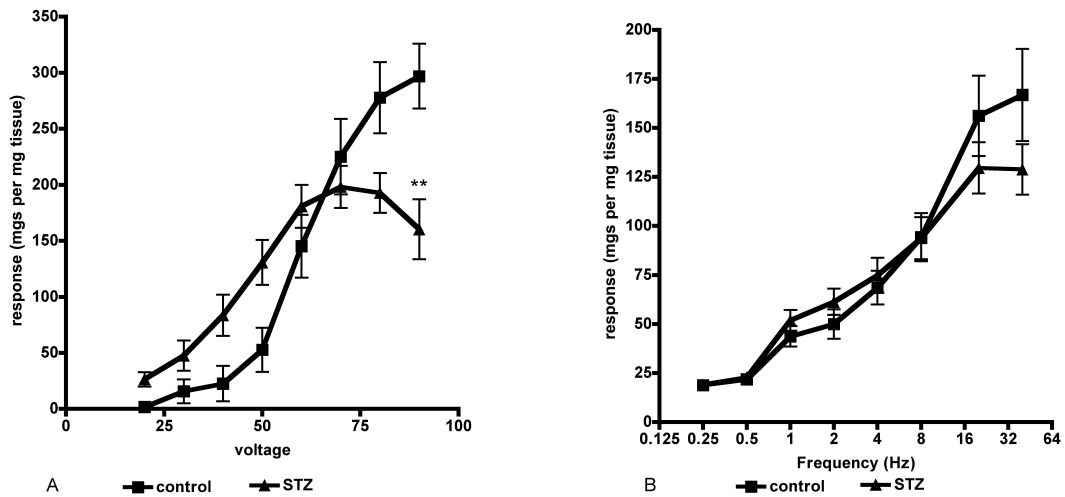 response (mgs per mg tissue)
350
300
250
200
150
100
50
0
**
0 25 50 75 100
voltage
A control STZ
response (mgs per mg tissue)
200
175
150
125
100
75
50
25
0
0.125 0.25 0.5 1 2 4 8 16 32 64
Frequency (Hz)
B control STZ